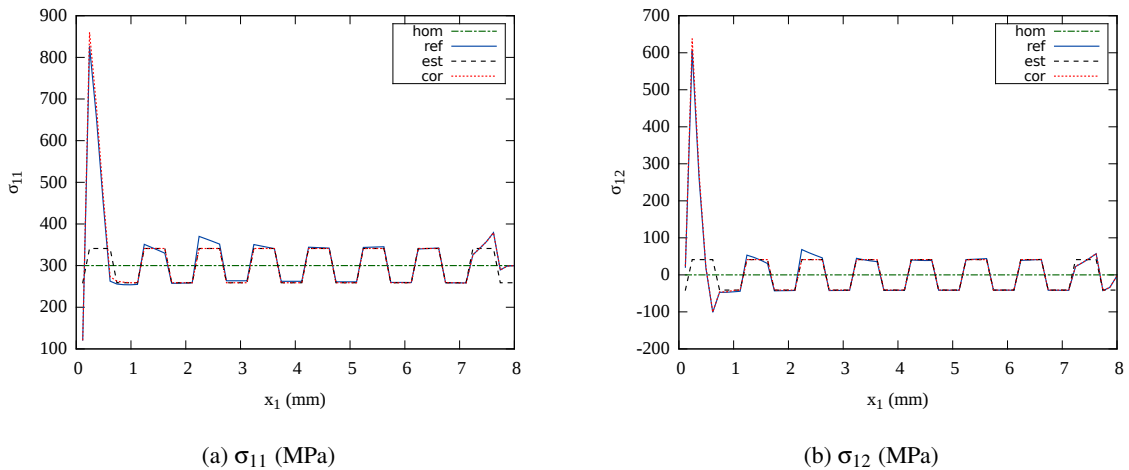 900
800
700
600
500
400
300
200
100
σ11
0 1 2 3 4 5 6 7 8
x1 (mm)
hom
ref
est
cor
(a) σ11 (MPa)
700
600
500
400
300
200
100
0
-100
-200
σ12
0 1 2 3 4 5 6 7 8
x1 (mm)
hom
ref
est
cor
(b) σ12 (MPa)